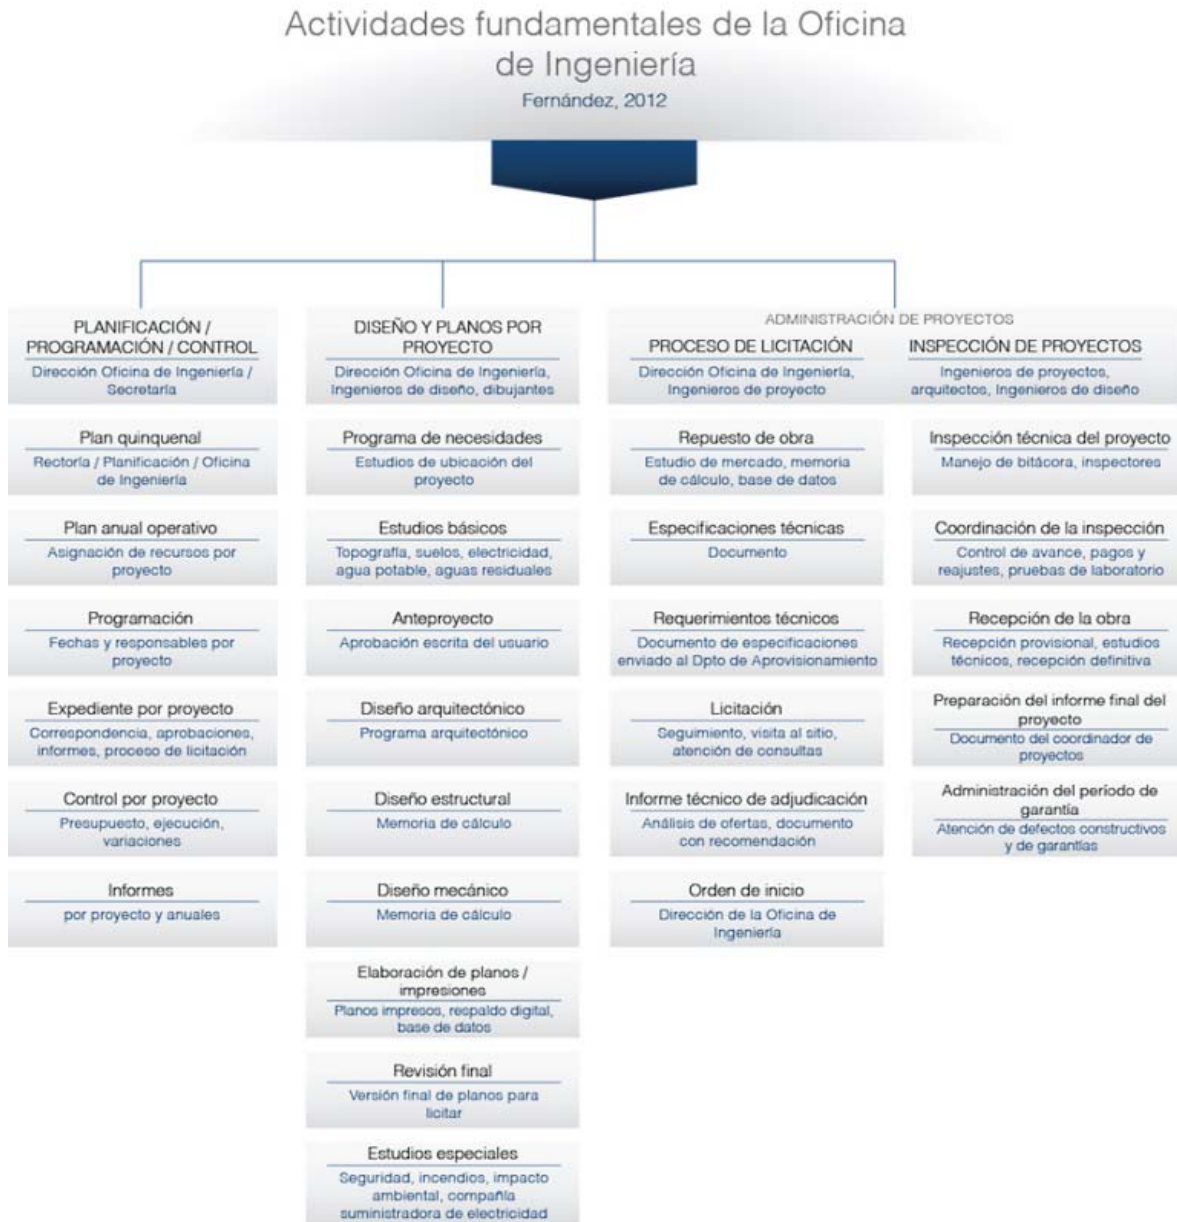 Actividades fundamentales de la Oficina
de Ingeniería
Fernández, 2012
PLANIFICACIÓN /
PROGRAMACIÓN / CONTROL
Dirección Oficina de Ingeniería /
Secretaría
Plan quinquenal
Rectoría / Planificación / Oficina
de Ingeniería
Plan anual operativo
Asignación de recursos por
proyecto
Programación
Fechas y responsables por
proyecto
Expediente por proyecto
Correspondencia, aprobaciones,
informes, proceso de licitación
Control por proyecto
Presupuesto, ejecución,
variaciones
Informes
por proyecto y anuales
DISEÑO Y PLANOS POR
PROYECTO
Dirección Oficina de Ingeniería,
Ingenieros de diseño, dibujantes
Programa de necesidades
Estudios de ubicación del
proyecto
Estudios básicos
Topografía, suelos, electricidad,
agua potable, aguas residuales
Anteproyecto
Aprobación escrita del usuario
Diseño arquitectónico
Programa arquitectónico
Diseño estructural
Memoria de cálculo
Diseño mecánico
Memoria de cálculo
Elaboración de planos /
impresiones
Planos impresos, respaldo digital,
base de datos
Revisión final
Versión final de planos para
licitar
Estudios especiales
Seguridad, incendios, impacto
ambiental, compañía
suministradora de electricidad
ADMINISTRACIÓN DE PROYECTOS
PROCESO DE LICITACIÓN
Dirección Oficina de Ingeniería,
Ingenieros de proyecto
Repuesto de obra
Estudio de mercado, memoria
de cálculo, base de datos
Especificaciones técnicas
Documento
Requerimientos técnicos
Documento de especificaciones
enviado al Dpto de Aprovisionamiento
Licitación
Seguimiento, visita al sitio,
atención de consultas
Informe técnico de adjudicación
Análisis de ofertas, documento
con recomendación
Orden de inicio
Dirección de la Oficina de
Ingeniería
INSPECCIÓN DE PROYECTOS
Ingenieros de proyectos,
arquitectos, Ingenieros de diseño
Inspección técnica del proyecto
Manejo de bitácora, inspectores
Coordinación de la inspección
Control de avance, pagos y
reajustes, pruebas de laboratorio
Recepción de la obra
Recepción provisional, estudios
técnicos, recepción definitiva
Preparación del informe final del
proyecto
Documento del coordinador de
proyectos
Administración del período de
garantía
Atención de defectos constructivos
y de garantías